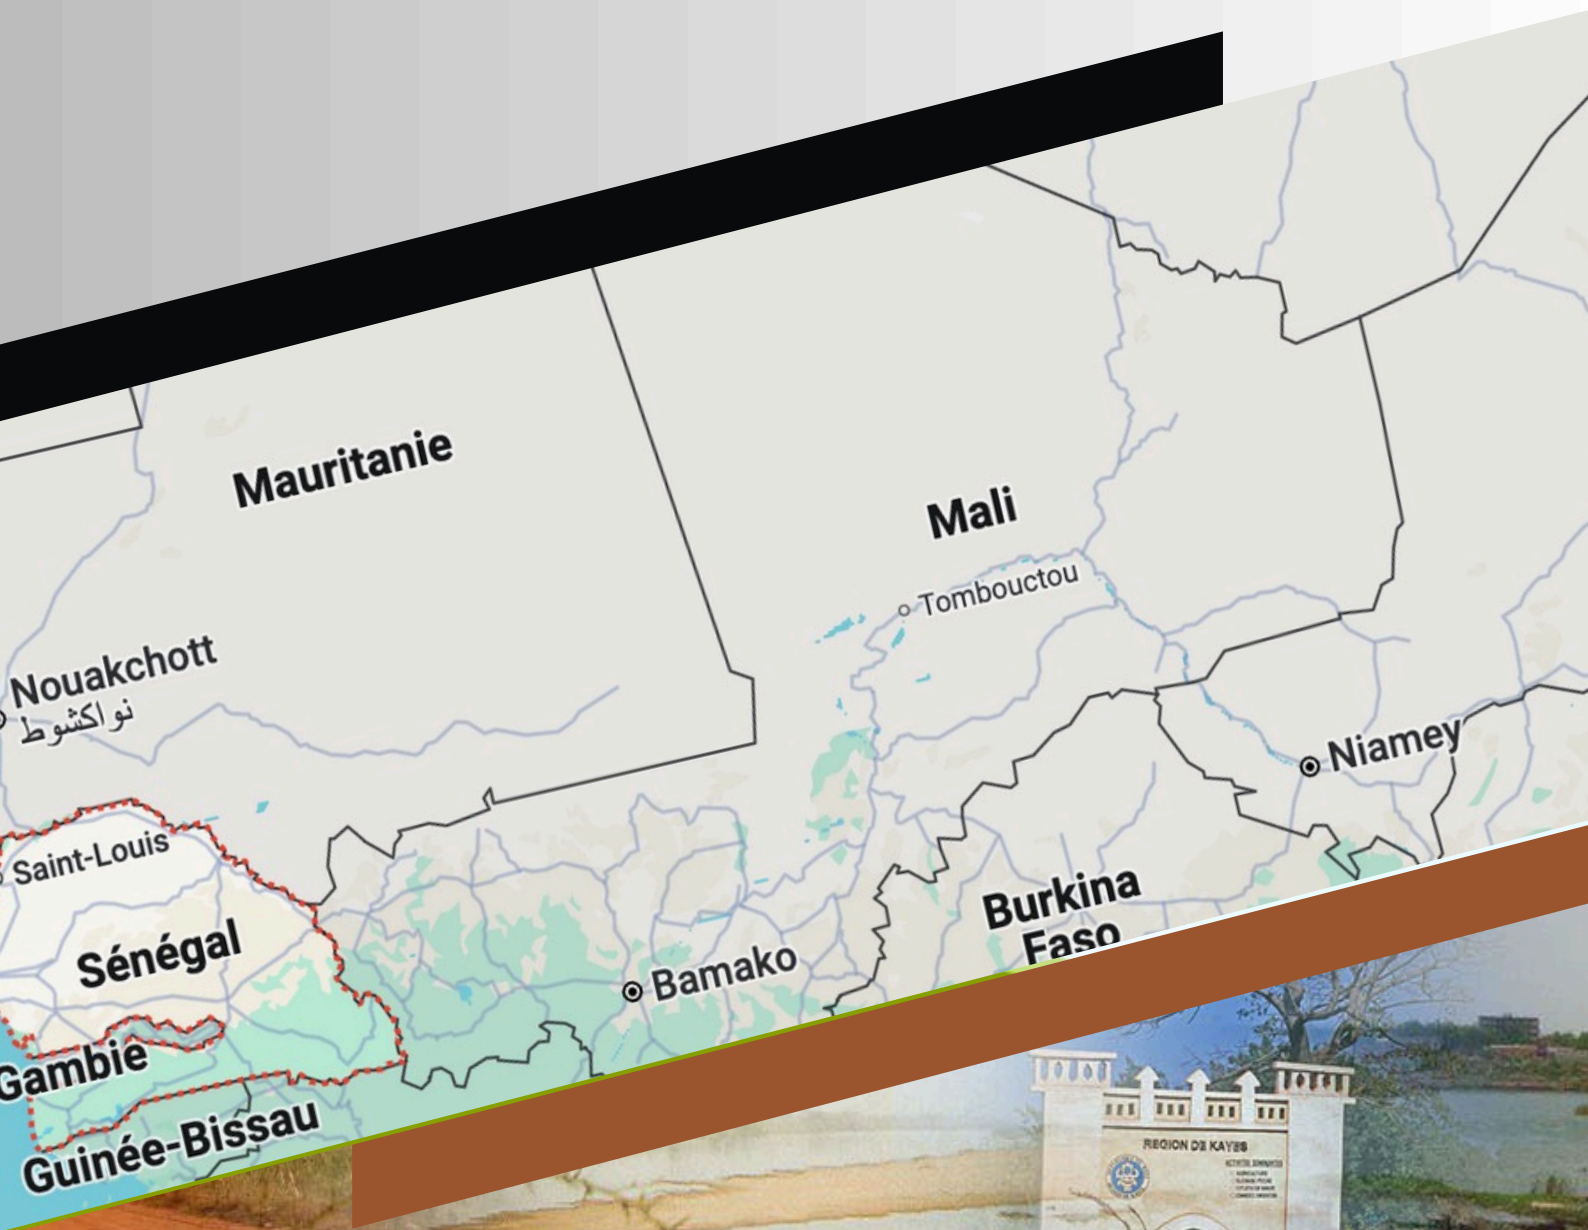 Mauritanie
Mali
Tombouctou
Nouakchott
نواكشوط
Niamey
Saint-Louis
Burkina
Faso
Sénégal
Bamako
Gambie
Guinée-Bissau
REGION DE KAYES